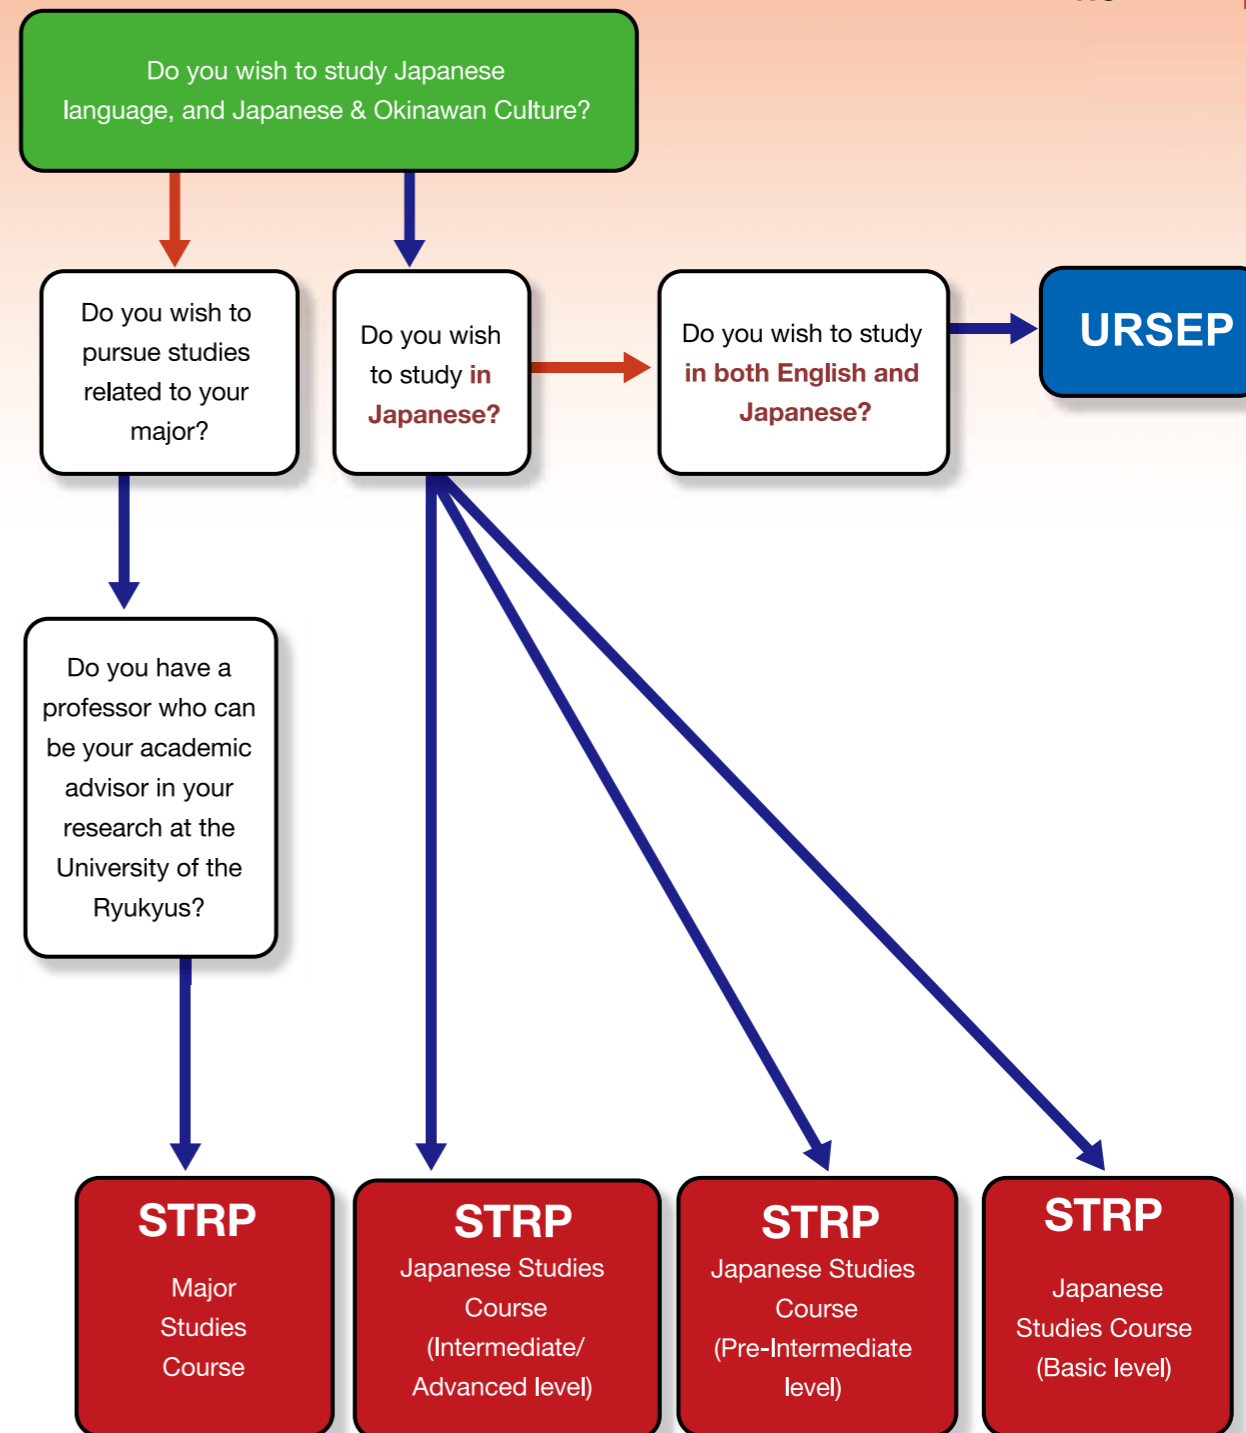 Do you wish to study Japanese
language, and Japanese & Okinawan Culture?
Do you wish to
pursue studies
related to your
major?
Do you wish
to study in
Japanese?
Do you wish to study
in both English and
Japanese?
URSEP
Do you have a
professor who can
be your academic
advisor in your
research at the
University of the
Ryukyus?
STRP
Major
Studies
Course
STRP
Japanese Studies
Course
(Intermediate/
Advanced level)
STRP
Japanese Studies
Course
(Pre-Intermediate
level)
STRP
Japanese
Studies Course
(Basic level)